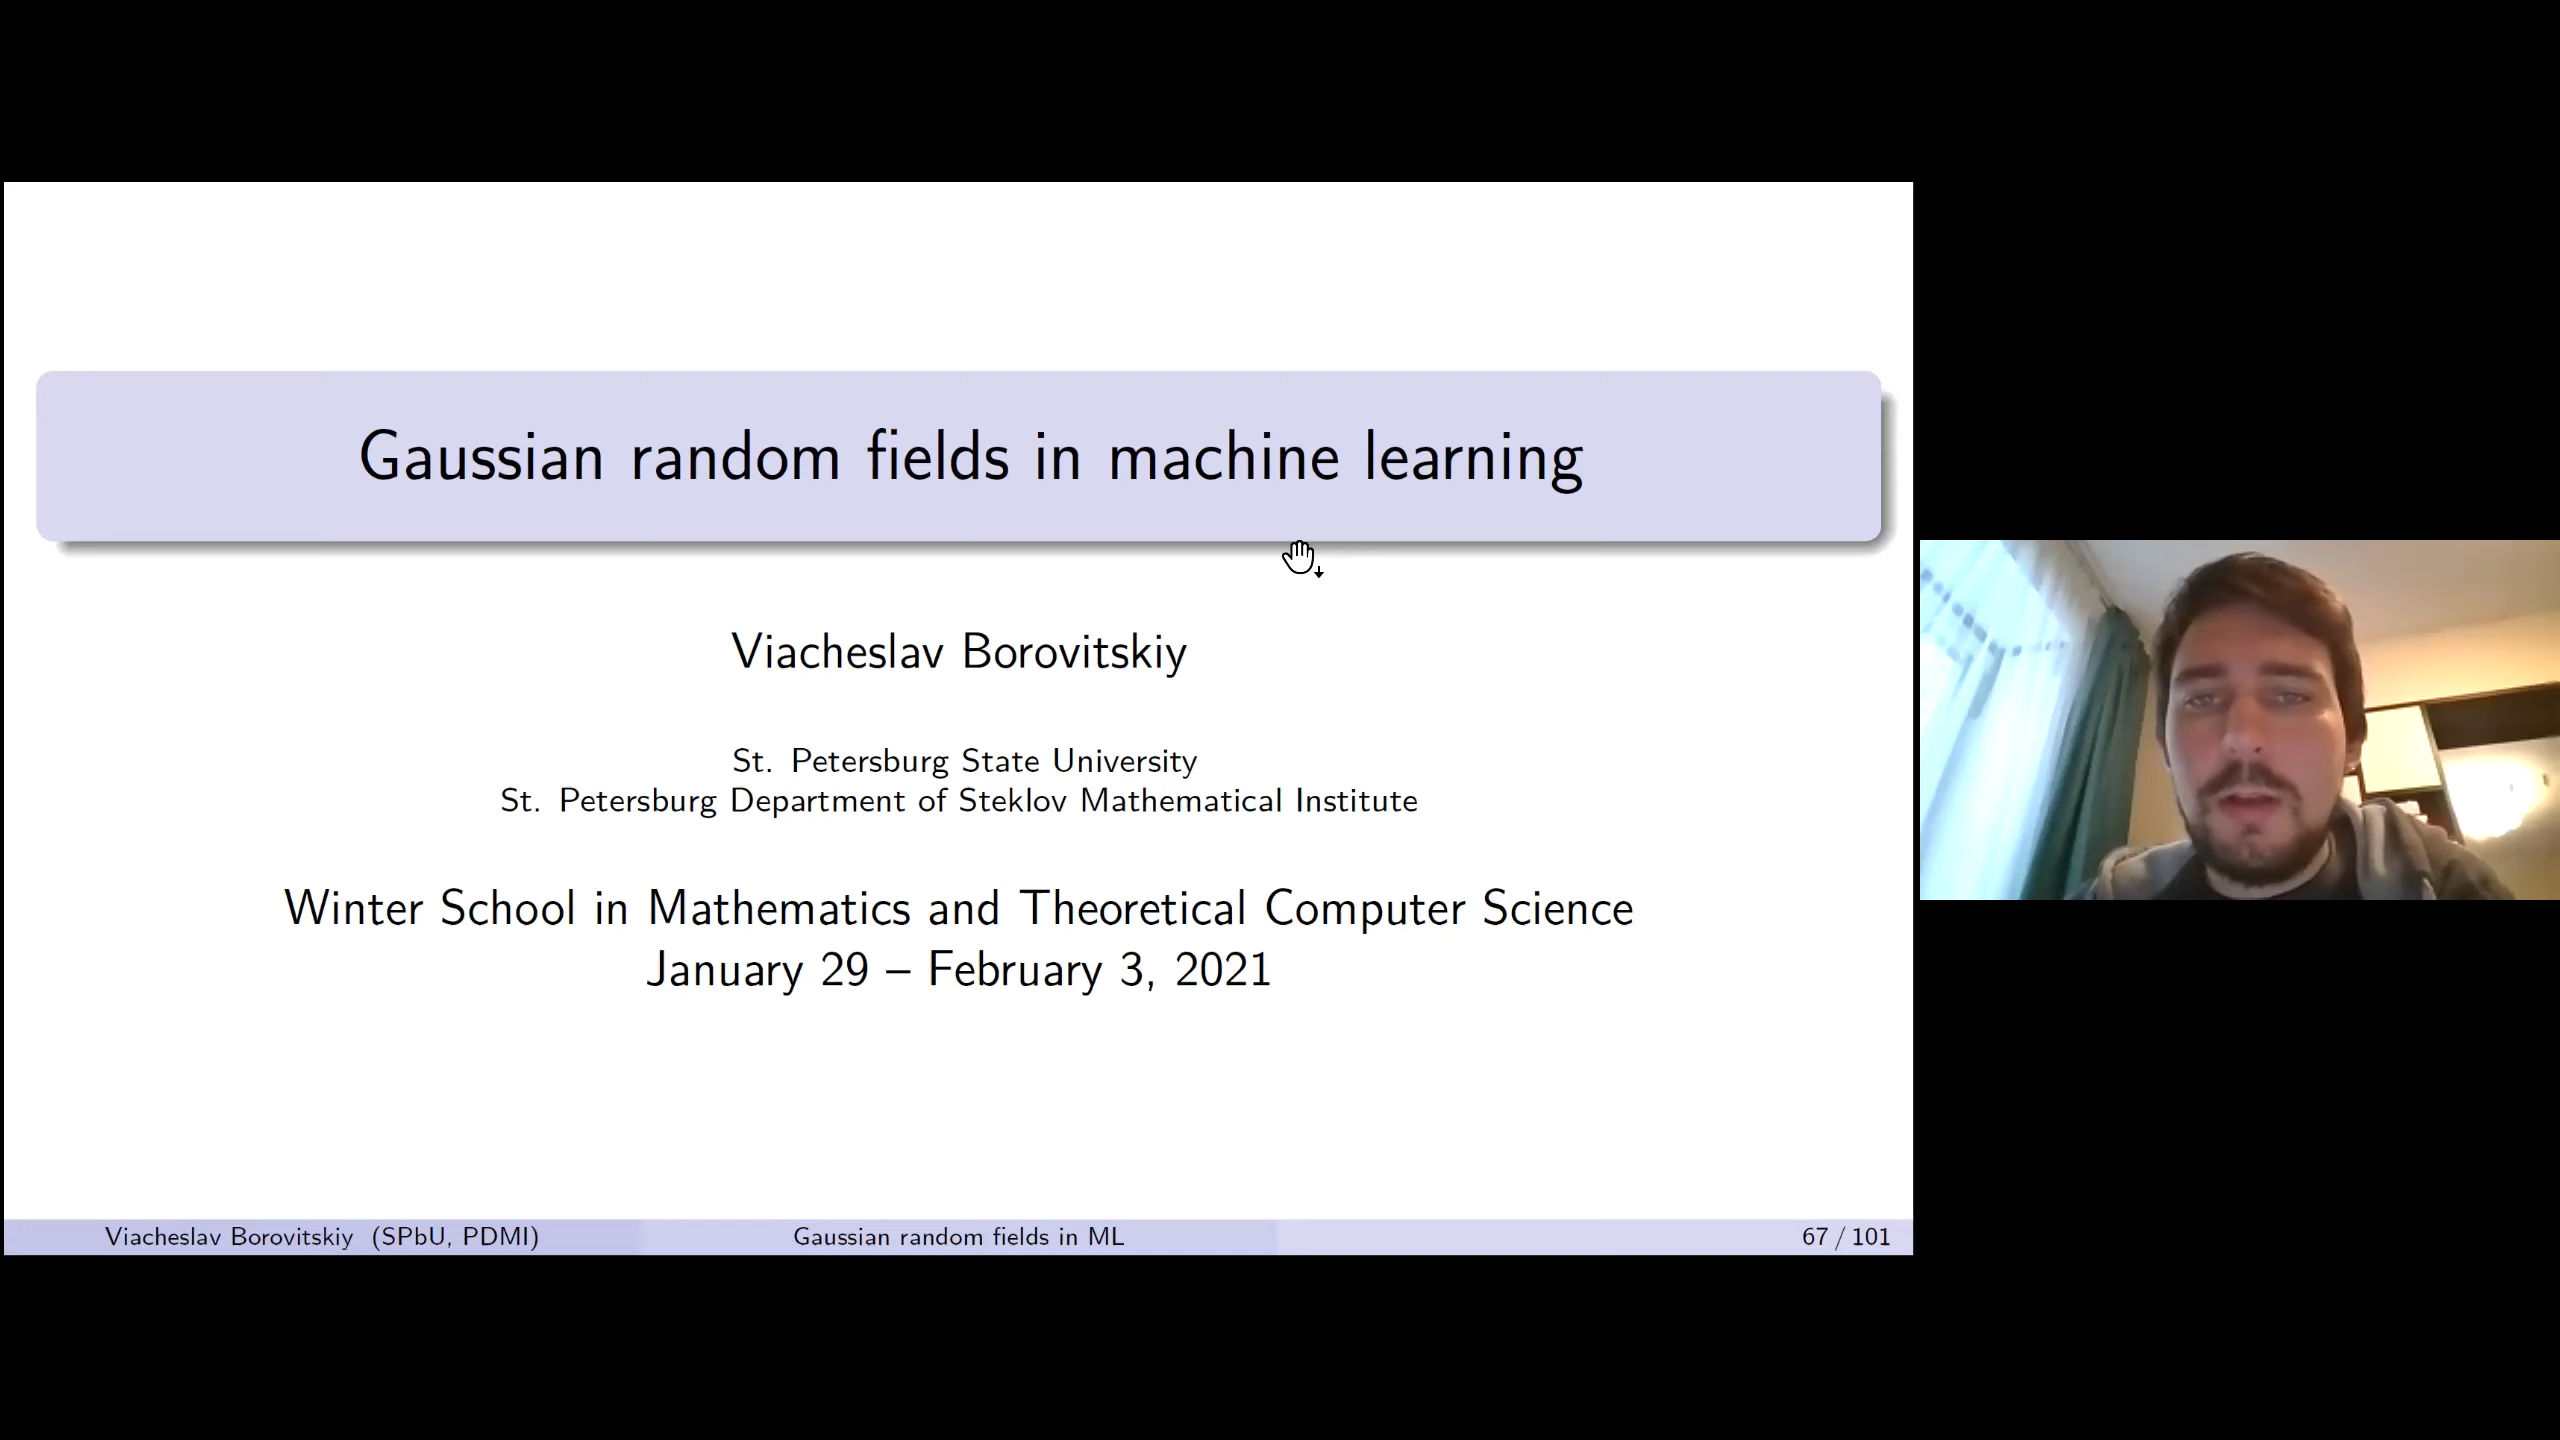 Gaussian random fields in machine learning
Viacheslav Borovitskiy
St. Petersburg State University
St. Petersburg Department of Steklov Mathematical Institute
Winter School in Mathematics and Theoretical Computer Science
January 29 – February 3, 2021
Viacheslav Borovitskiy (SPbU, PDMI)
Gaussian random fields in ML
67 / 101